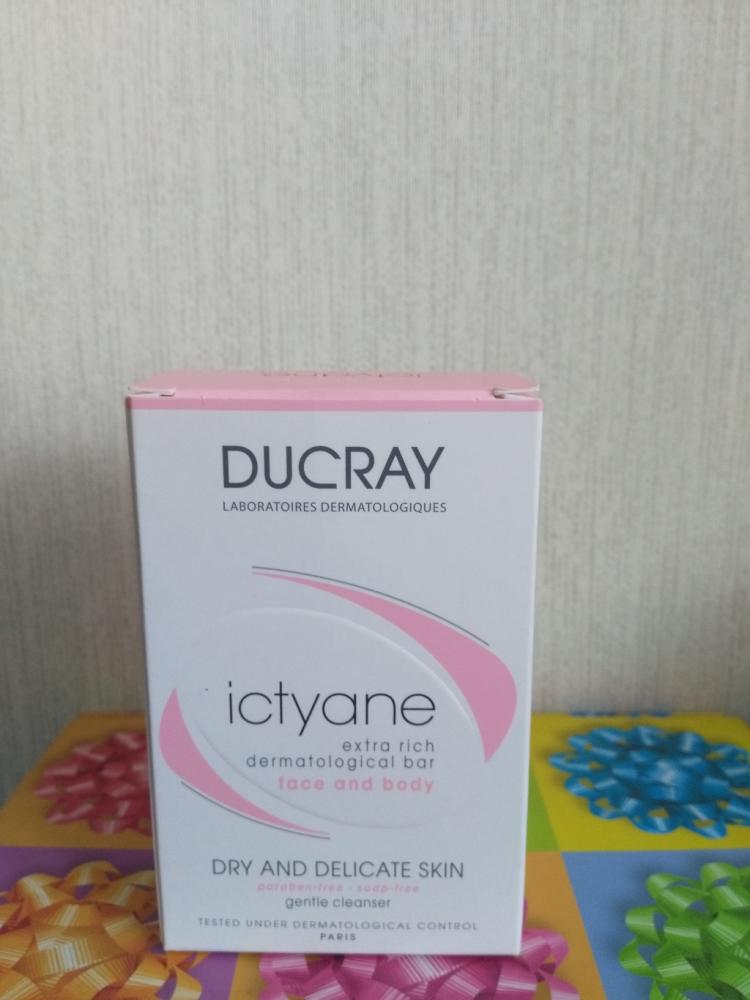 DUCRAY
LABORATOIRES DERMATOLOGIQUES
ictyane
extra rich
dermatological bar
face and body
DRY AND DELICATE SKIN
paraben-free - soap-free
gentle cleanser
TESTED UNDER DERMATOLOGICAL CONTROL
PARIS